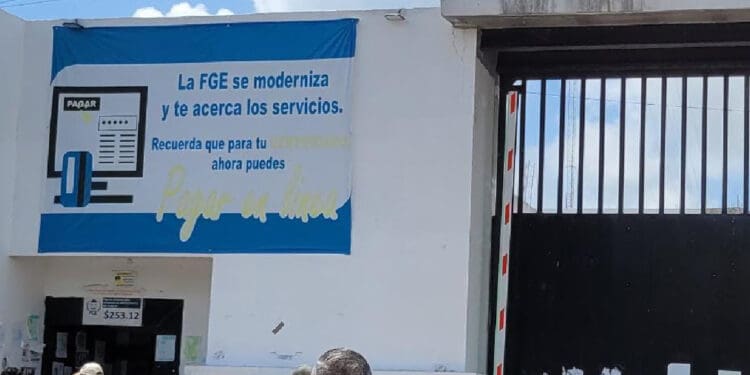 La FGE se moderniza
y te acerca los servicios.
PAGAR
Recuerda que para tu
ahora puedes
Pagar en línea
FGE
$253.12